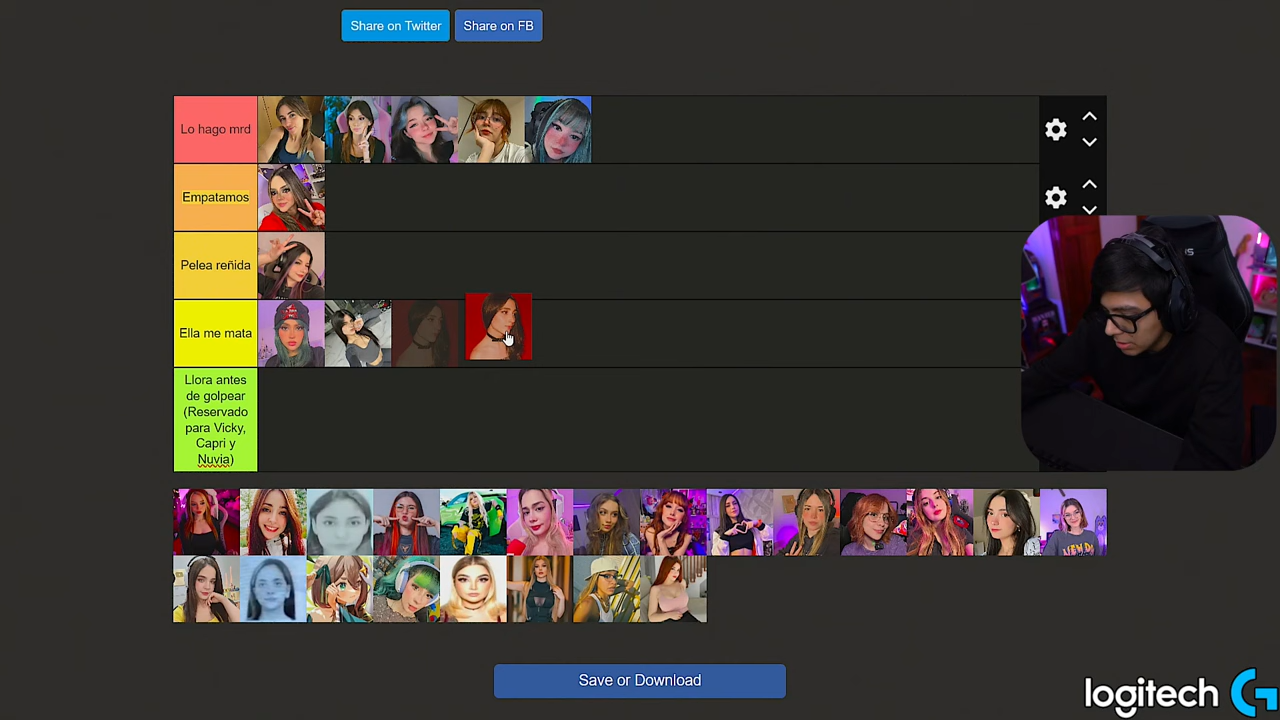 Share on Twitter
Share on FB
Lo hago mrd
Empatamos
Pelea reñida
Ella me mata
Llora antes
de golpear
(Reservado
para Vicky,
Capri y
Nuvia)
Save or Download
logitech G